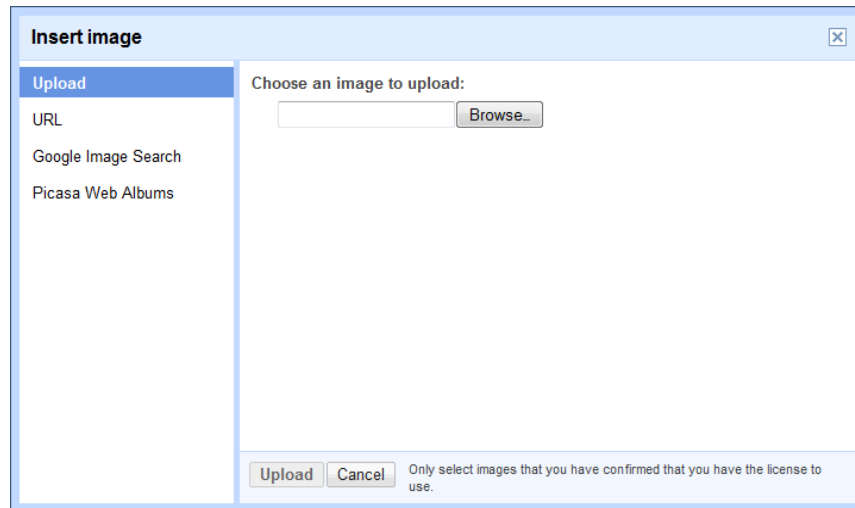 Insert image
Upload
URL
Google Image Search
Picasa Web Albums
Choose an image to upload:
Browse...
Upload
Cancel
Only select images that you have confirmed that you have the license to
use.